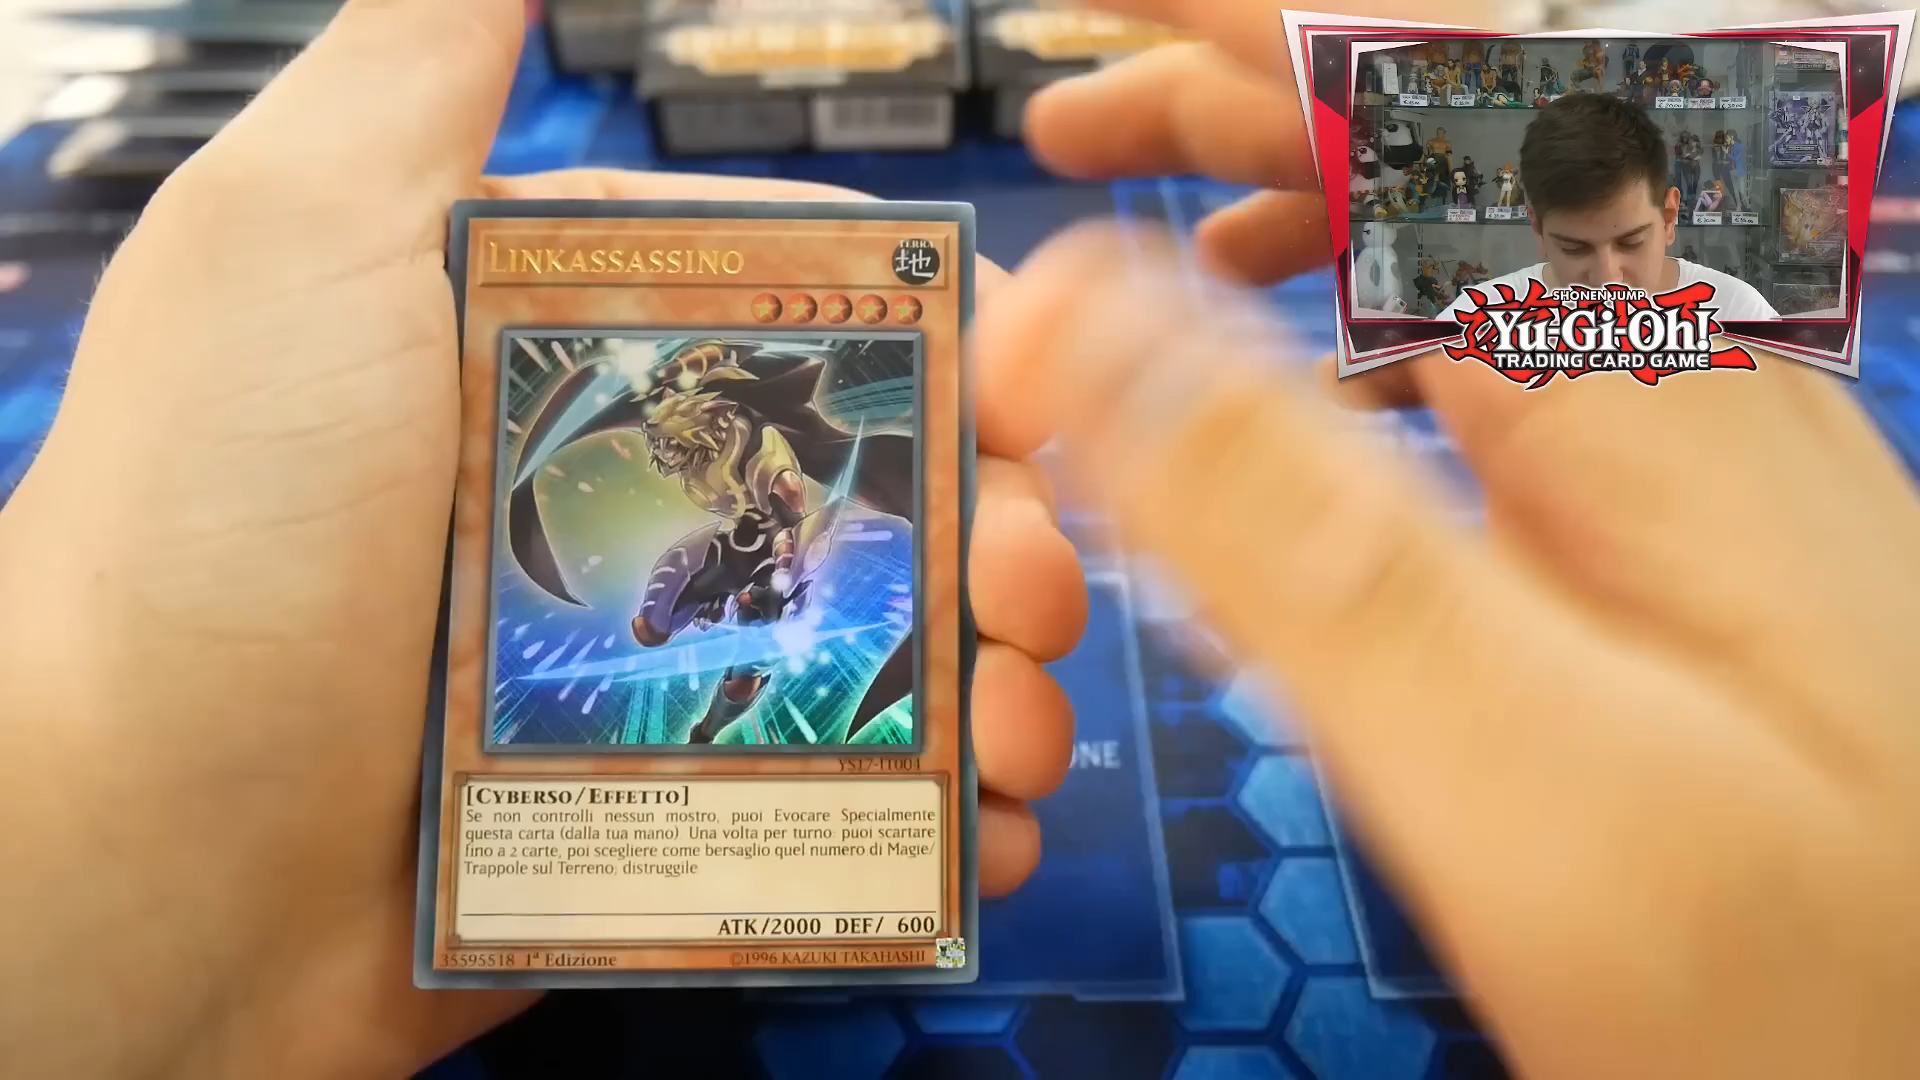 LINKASSASSINO
TERRA
地
YS17-IT004
[CYBERSO/EFFETTO]
Se non controlli nessun mostro, puoi Evocare Specialmente
questa carta (dalla tua mano). Una volta per turno: puoi scartare
fino a 2 carte, poi scegliere come bersaglio quel numero di Magie/
Trappole sul Terreno; distruggile
ATK/2000 DEF/ 600
35595518 1ª Edizione
©1996 KAZUKI TAKAHASHI
SHONEN JUMP
Yu-Gi-Oh!
TRADING CARD GAME